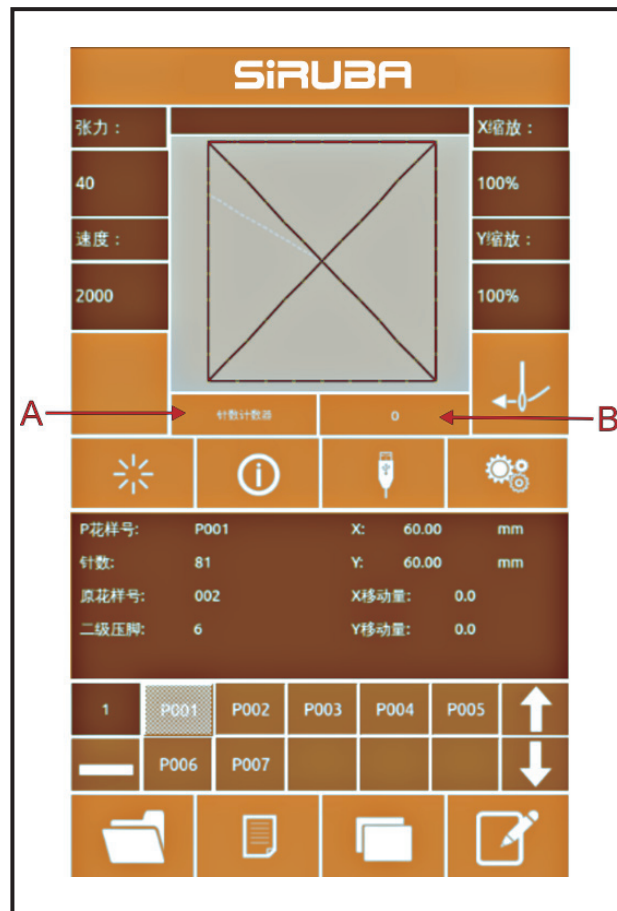 SiRUBA
张力： X缩放：
40 100%
速度： Y缩放：
2000 100%
A 针数计数器 0 B
P花样号: P001 X: 60.00 mm
针数: 81 Y: 60.00 mm
原花样号: 002 X移动量: 0.0
二级压脚: 6 Y移动量: 0.0
1 P001 P002 P003 P004 P005
P006 P007